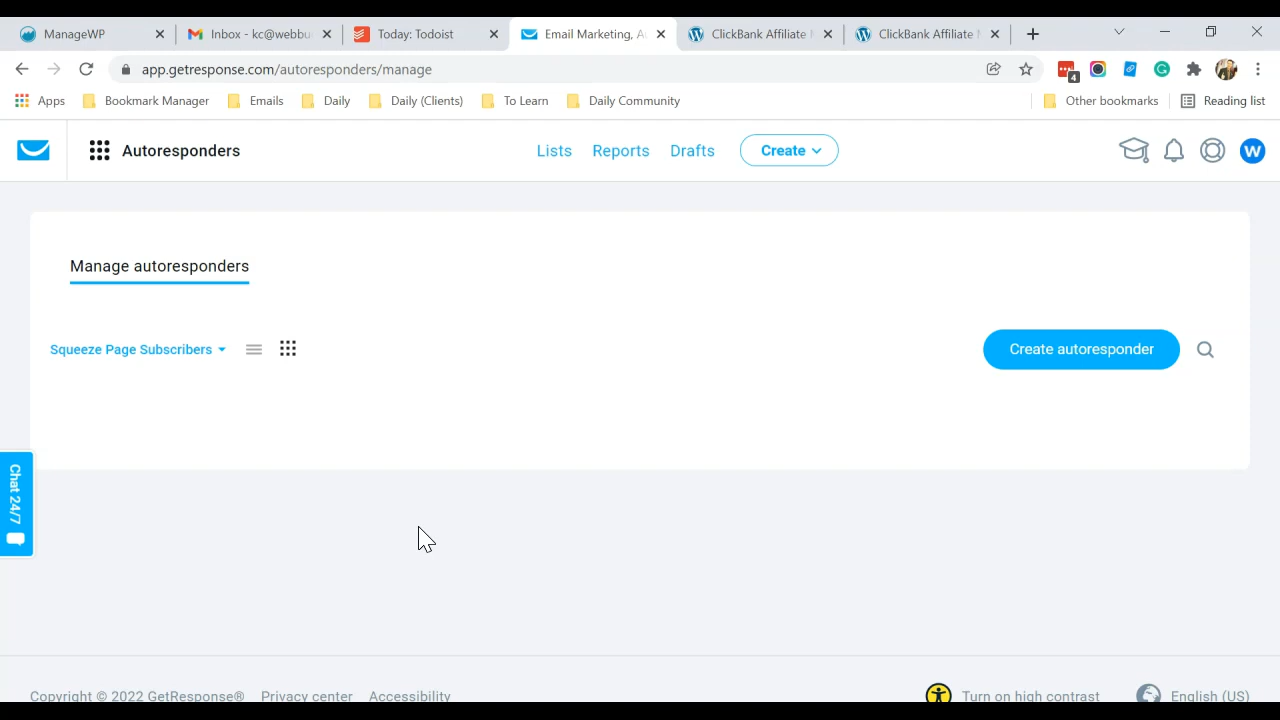 ManageWP
Inbox - kc@webbu
Today: Todoist
Email Marketing, A
ClickBank Affiliate
ClickBank Affiliate
app.getresponse.com/autoresponders/manage
4
Apps
Bookmark Manager
Emails
Daily
Daily (Clients)
To Learn
Daily Community
Other bookmarks
Reading list
Autoresponders
Lists
Reports
Drafts
Create
W
Manage autoresponders
Squeeze Page Subscribers
Create autoresponder
Chat 24/7
Copyright © 2022 GetResponse®
Privacy center
Accessibility
Turn on high contrast
English (US)